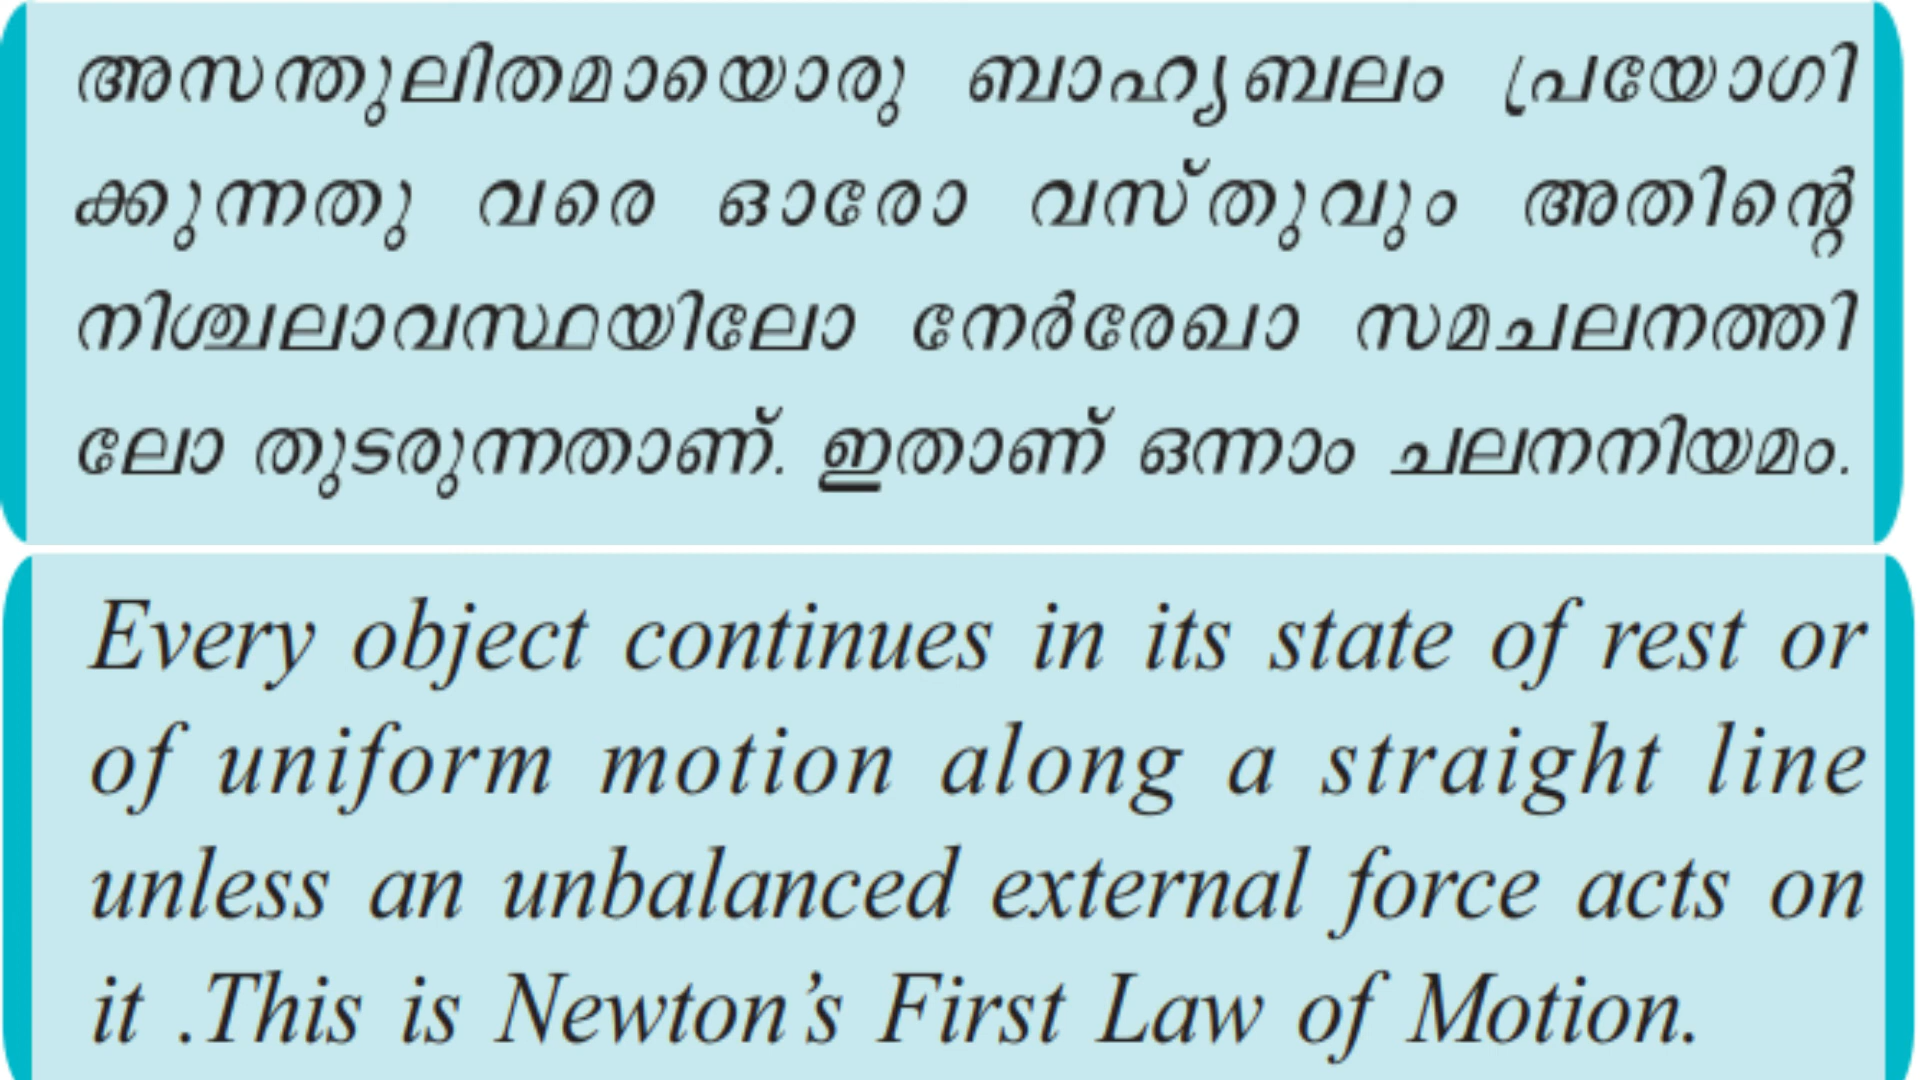 അസന്തുലിതമായൊരു ബാഹ്യബലം പ്രയോഗി
ക്കുന്നതു വരെ ഓരോ വസ്തുവും അതിന്റെ
നിശ്ചലാവസ്ഥയിലോ നേർരേഖാ സമചലനത്തി
ലോ തുടരുന്നതാണ്. ഇതാണ് ഒന്നാം ചലനനിയമം.
Every object continues in its state of rest or
of uniform motion along a straight line
unless an unbalanced external force acts on
it .This is Newton’s First Law of Motion.